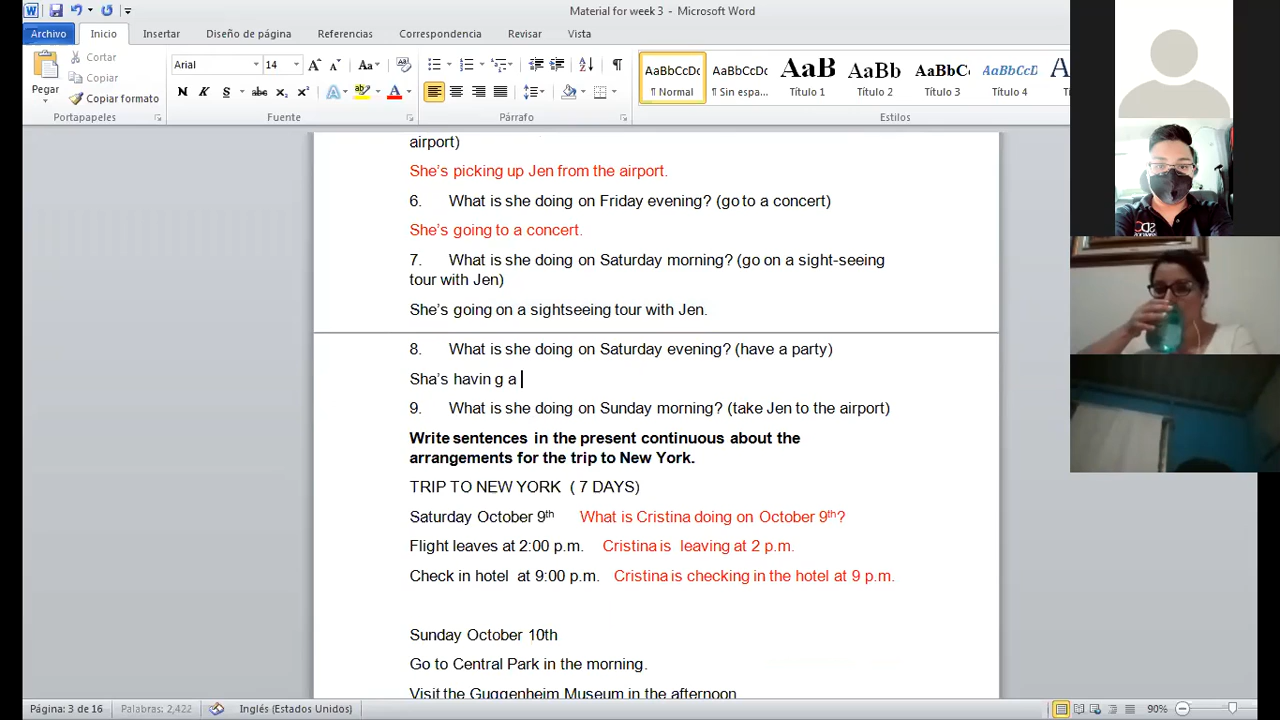 Material for week 3 - Microsoft Word
Archivo Inicio Insertar Diseño de página Referencias Correspondencia Revisar Vista
Pegar
Cortar
Copiar
Copiar formato
Portapapeles
Arial 14
Fuente
Párrafo
AaBbCcDc AaBbCcDc AaB AaBb AaBbC AaBbCcD
¶ Normal ¶ Sin espa... Título 1 Título 2 Título 3 Título 4
Estilos
airport)
She's picking up Jen from the airport.
6. What is she doing on Friday evening? (go to a concert)
She's going to a concert.
7. What is she doing on Saturday morning? (go on a sight-seeing
tour with Jen)
She's going on a sightseeing tour with Jen.
8. What is she doing on Saturday evening? (have a party)
Sha's havin g a
9. What is she doing on Sunday morning? (take Jen to the airport)
Write sentences in the present continuous about the
arrangements for the trip to New York.
TRIP TO NEW YORK ( 7 DAYS)
Saturday October 9th What is Cristina doing on October 9th?
Flight leaves at 2:00 p.m. Cristina is leaving at 2 p.m.
Check in hotel at 9:00 p.m. Cristina is checking in the hotel at 9 p.m.
Sunday October 10th
Go to Central Park in the morning.
Visit the Guggenheim Museum in the afternoon
Página: 3 de 16 Palabras: 2,422 Inglés (Estados Unidos) 90%